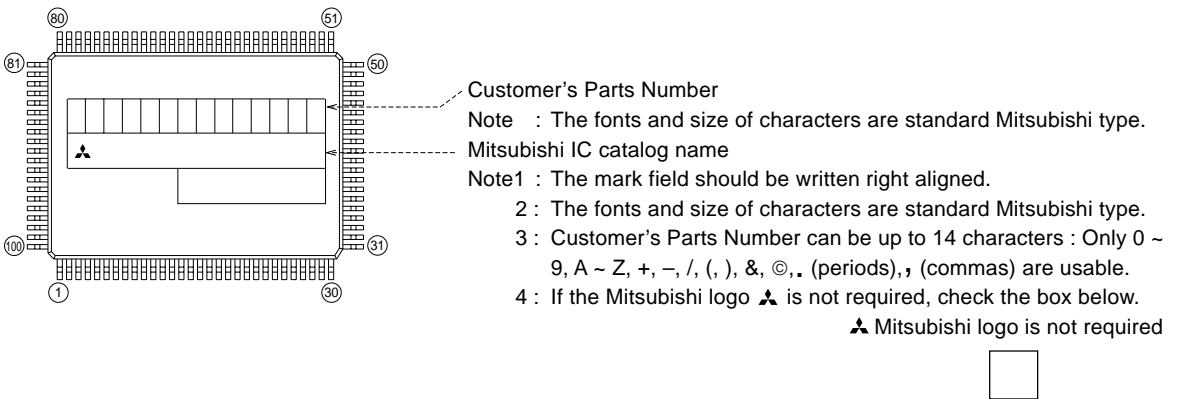 80 51
81 50
Customer’s Parts Number
Note : The fonts and size of characters are standard Mitsubishi type.
Mitsubishi IC catalog name
Note1 : The mark field should be written right aligned.
2 : The fonts and size of characters are standard Mitsubishi type.
3 : Customer’s Parts Number can be up to 14 characters : Only 0 ~
9, A ~ Z, +, –, /, (, ), &, ©, . (periods), , (commas) are usable.
100 31
4 : If the Mitsubishi logo is not required, check the box below.
1 30
Mitsubishi logo is not required